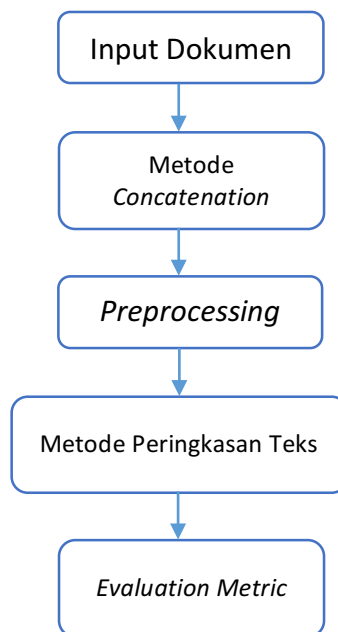 Input Dokumen
Metode
Concatenation
Preprocessing
Metode Peringkasan Teks
Evaluation Metric